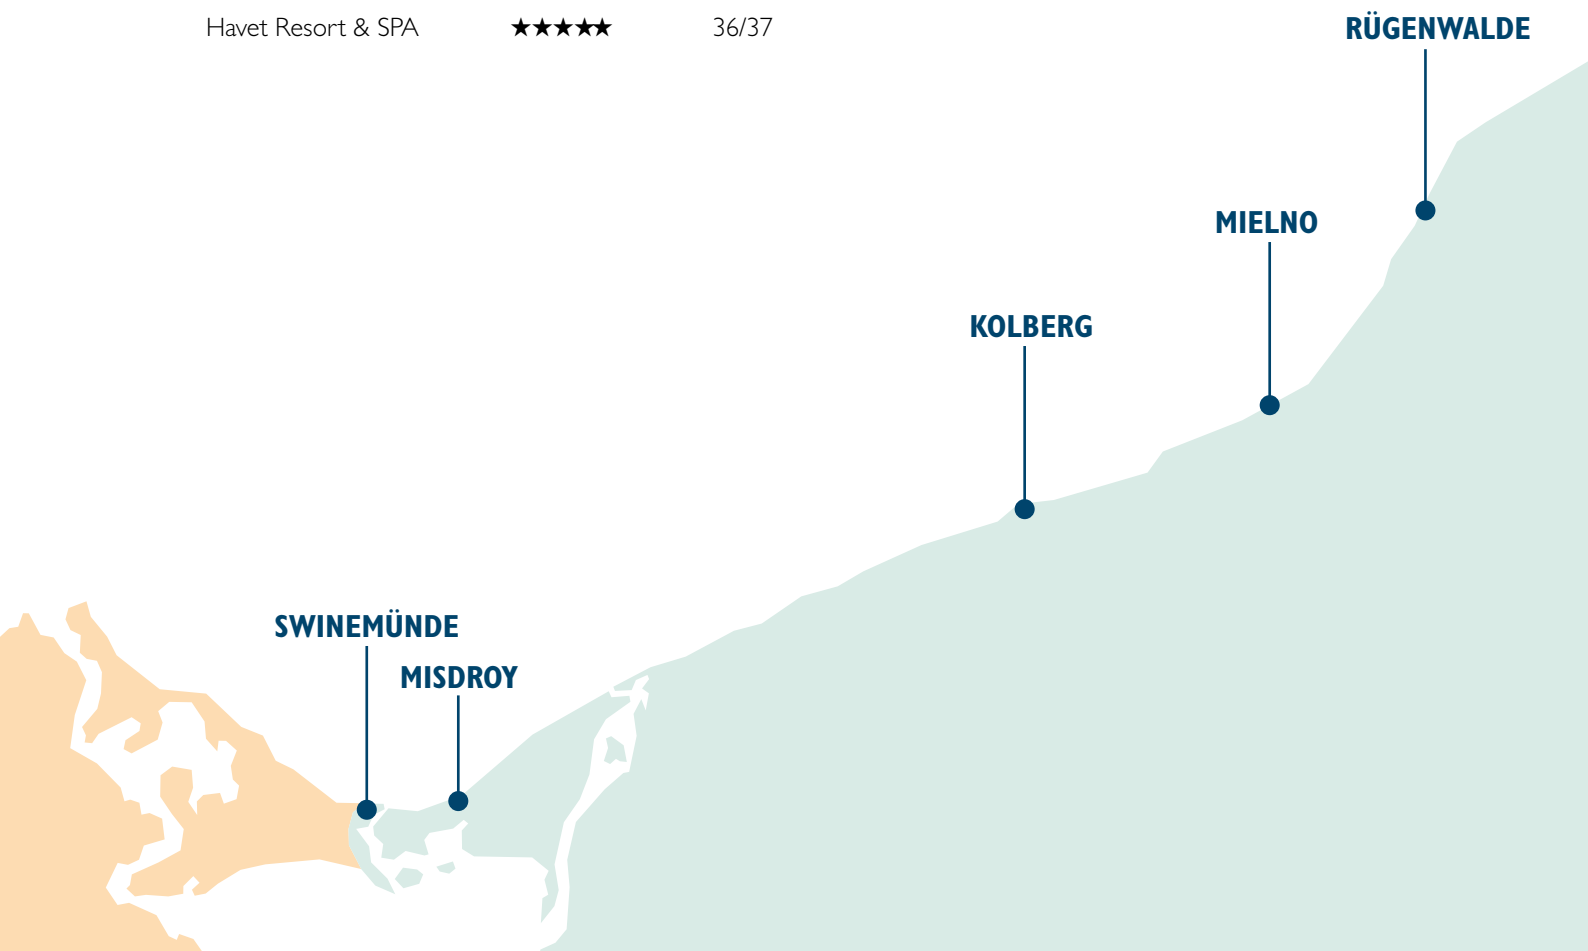 Havet Resort & SPA ★★★★★ 36/37
RÜGENWALDE
MIELNO
KOLBERG
SWINEMÜNDE
MISDROY